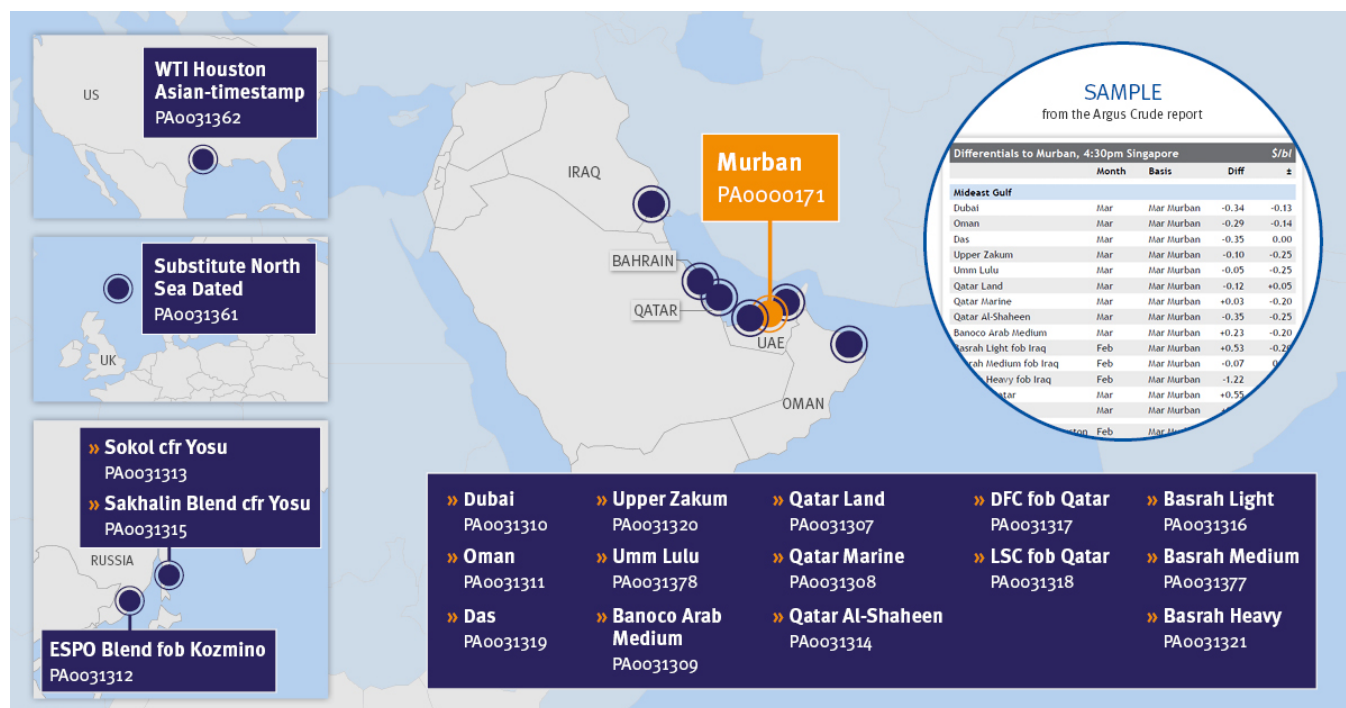 US
WTI Houston
Asian-timestamp
PA0031362
Substitute North
Sea Dated
PA0031361
UK
» Sokol cfr Yosu
PA0031313
» Sakhalin Blend cfr Yosu
PA0031315
RUSSIA
ESPO Blend fob Kozmino
PA0031312
IRAQ
BAHRAIN
QATAR
UAE
OMAN
Murban
PA0000171
SAMPLE
from the Argus Crude report
Differentials to Murban, 4:30pm Singapore $/bl
Month Basis Diff ±
Mideast Gulf
Dubai Mar Mar Murban -0.34 -0.13
Oman Mar Mar Murban -0.29 -0.14
Das Mar Mar Murban -0.35 0.00
Upper Zakum Mar Mar Murban -0.10 -0.25
Umm Lulu Mar Mar Murban -0.05 -0.25
Qatar Land Mar Mar Murban -0.12 +0.05
Qatar Marine Mar Mar Murban +0.03 -0.20
Qatar Al-Shaheen Mar Mar Murban -0.35 -0.25
Banoco Arab Medium Mar Mar Murban +0.23 -0.20
Basrah Light fob Iraq Feb Mar Murban +0.53
Medium fob Iraq Feb Mar Murban -0.07
Heavy fob Iraq Feb Mar Murban -1.22
Mar Mar Murban +0.55
Mar Mar Murban
Feb Mar
» Dubai
PA0031310
» Oman
PA0031311
» Das
PA0031319
» Upper Zakum
PA0031320
» Umm Lulu
PA0031378
» Banoco Arab
Medium
PA0031309
» Qatar Land
PA0031307
» Qatar Marine
PA0031308
» Qatar Al-Shaheen
PA0031314
» DFC fob Qatar
PA0031317
» LSC fob Qatar
PA0031318
» Basrah Light
PA0031316
» Basrah Medium
PA0031377
» Basrah Heavy
PA0031321